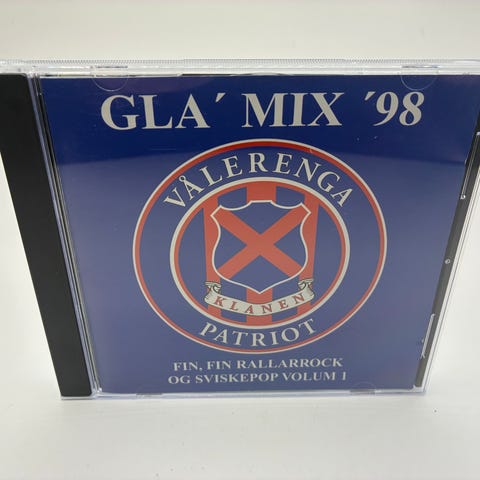 GLA´ MIX ´98
VÅLERENGA
KLANEN
PATRIOT
FIN, FIN RALLARROCK
OG SVISKEPOP VOLUM 1